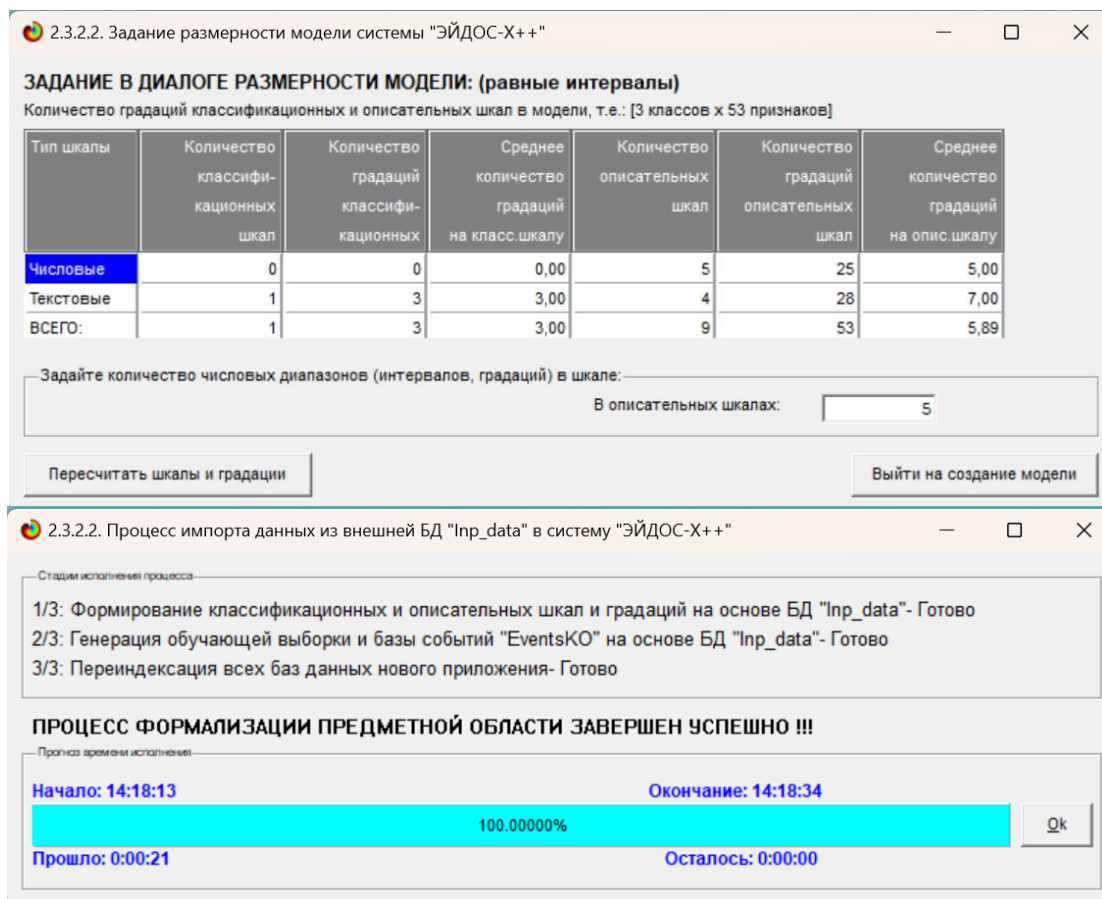 2.3.2.2. Задание размерности модели системы "ЭЙДОС-X++"
ЗАДАНИЕ В ДИАЛОГЕ РАЗМЕРНОСТИ МОДЕЛИ: (равные интервалы)
Количество градаций классификационных и описательных шкал в модели, т.е.: [3 классов x 53 признаков]
Тип шкалы Количество Количество Среднее Количество Количество Среднее
классифи- градаций количество описательных градаций количество
кационных классифи- градаций шкал описательных градаций
шкал кационных на класс.шкалу шкал на опис.шкалу
Числовые 0 0 0,00 5 25 5,00
Текстовые 1 3 3,00 4 28 7,00
ВСЕГО: 1 3 3,00 9 53 5,89
Задайте количество числовых диапазонов (интервалов, градаций) в шкале:
В описательных шкалах: 5
Пересчитать шкалы и градации Выйти на создание модели
2.3.2.2. Процесс импорта данных из внешней БД "Inp_data" в систему "ЭЙДОС-X++"
Стадии исполнения процесса
1/3: Формирование классификационных и описательных шкал и градаций на основе БД "Inp_data"- Готово
2/3: Генерация обучающей выборки и базы событий "EventsKO" на основе БД "Inp_data"- Готово
3/3: Переиндексация всех баз данных нового приложения- Готово
ПРОЦЕСС ФОРМАЛИЗАЦИИ ПРЕДМЕТНОЙ ОБЛАСТИ ЗАВЕРШЕН УСПЕШНО !!!
Прогноз времени исполнения
Начало: 14:18:13 Окончание: 14:18:34
100.00000% Ok
Прошло: 0:00:21 Осталось: 0:00:00